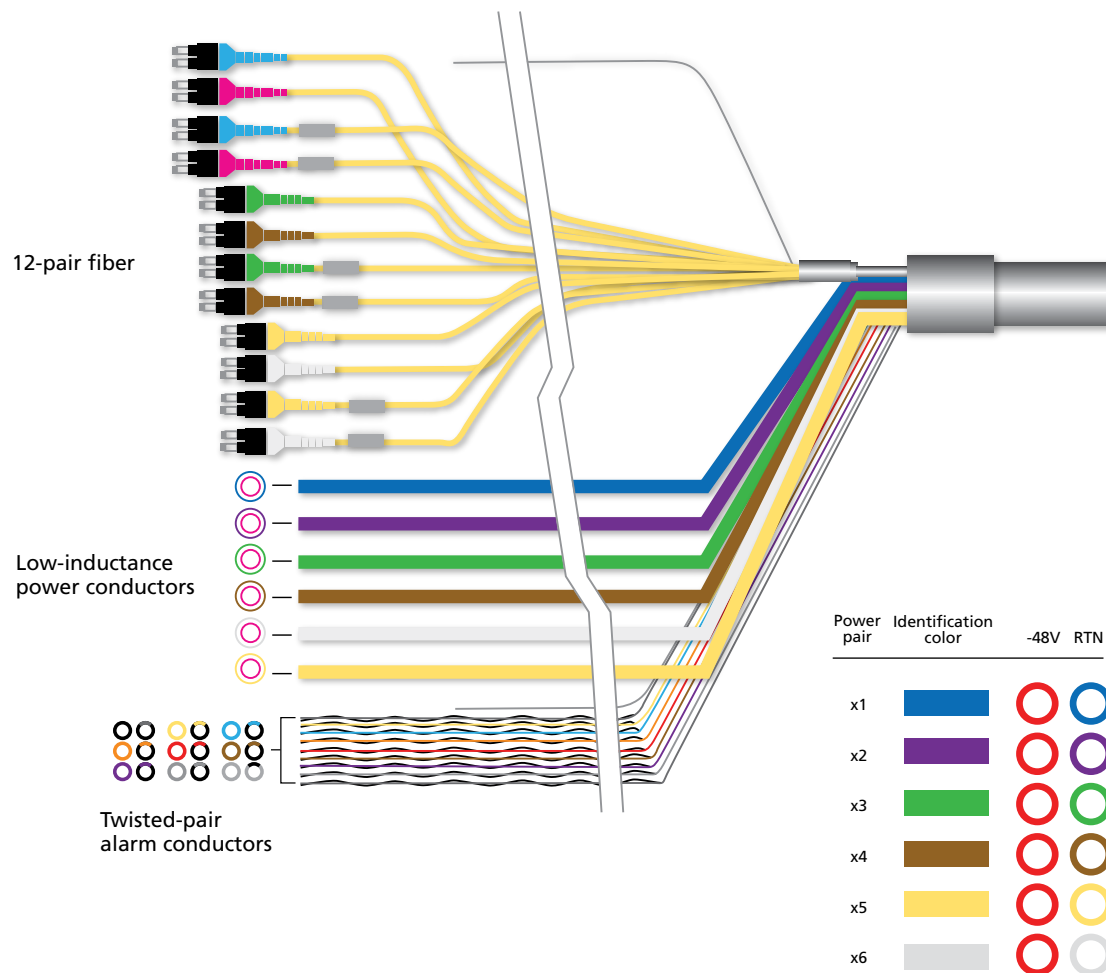 12-pair fiber
Low-inductance
power conductors
Twisted-pair
alarm conductors
Power
pair
Identification
color
-48V
RTN
x1
x2
x3
x4
x5
x6